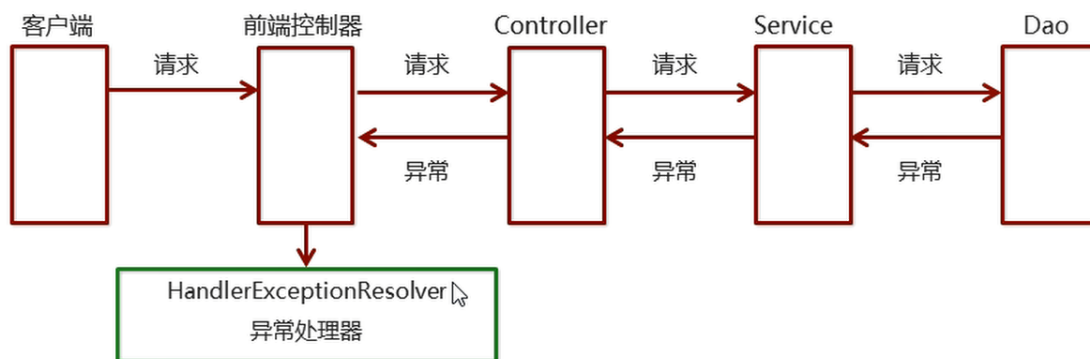 客户端
前端控制器
Controller
Service
Dao
请求
请求
请求
请求
异常
异常
异常
HandlerExceptionResolver
异常处理器